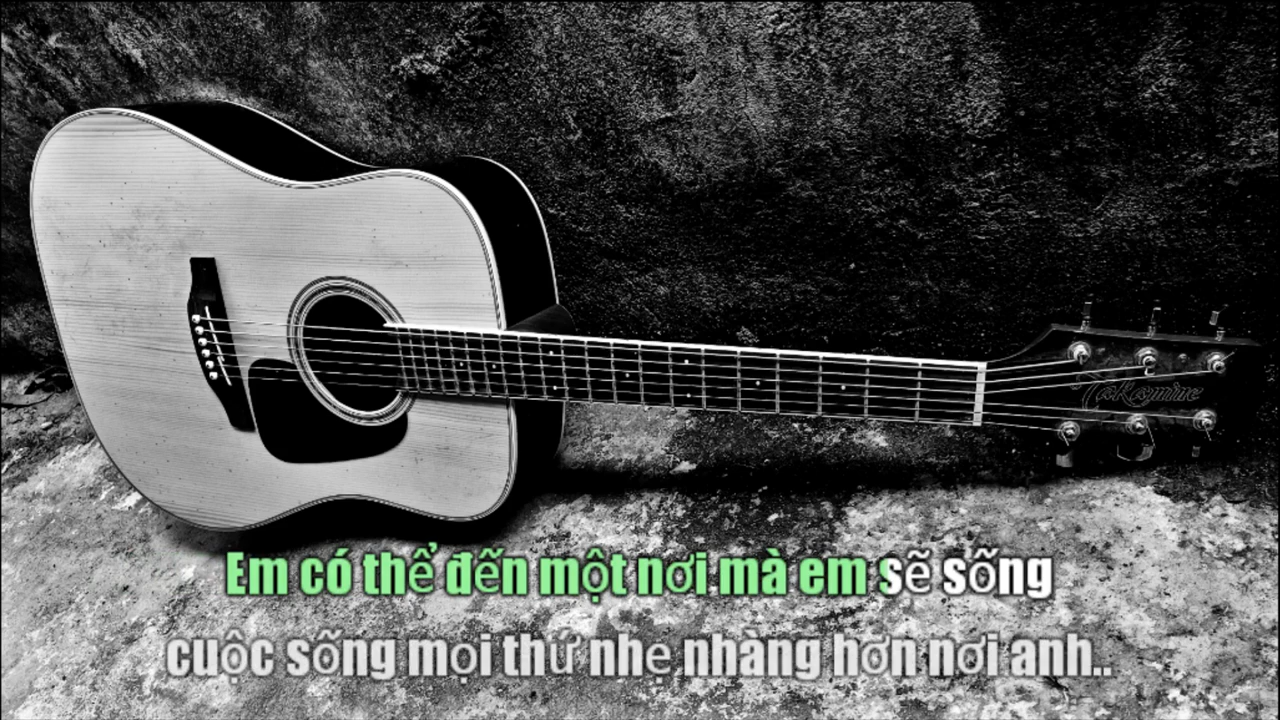 Takamine
Em có thể đến một nơi mà em sẽ sống
cuộc sống mọi thứ nhẹ nhàng hơn nơi anh..